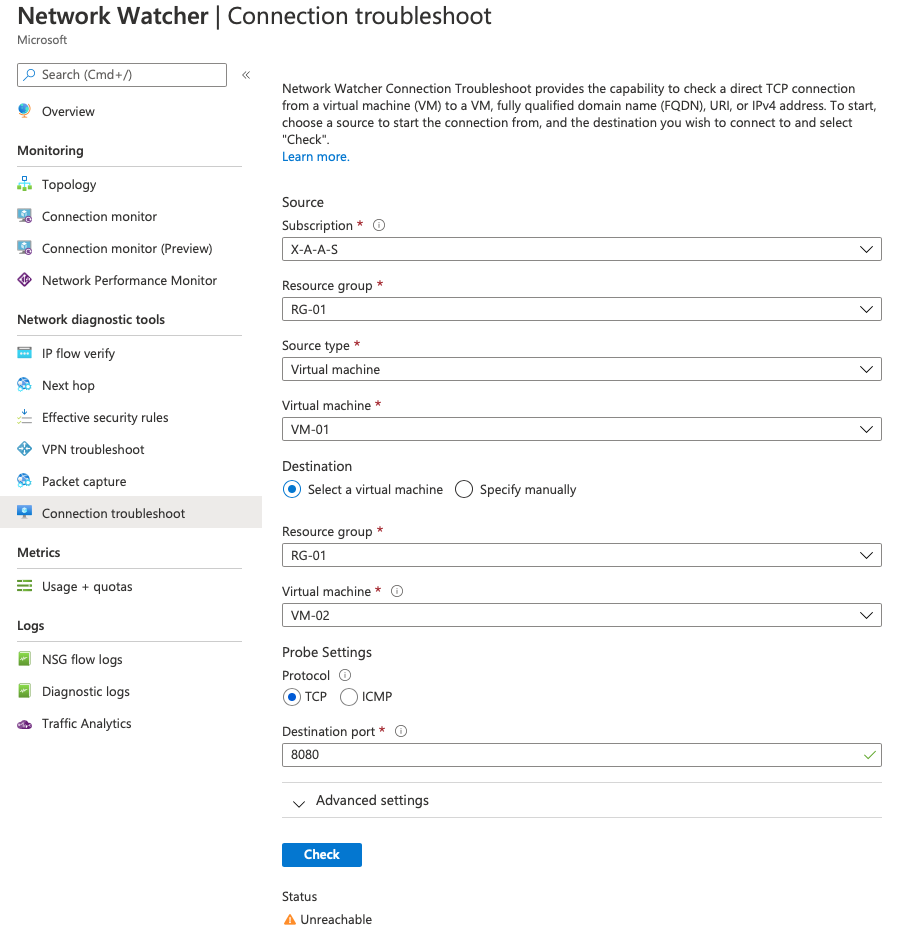 Network Watcher | Connection troubleshoot
Microsoft
Search (Cmd+/)
«
Overview
Monitoring
Topology
Connection monitor
Connection monitor (Preview)
Network Performance Monitor
Network diagnostic tools
IP flow verify
Next hop
Effective security rules
VPN troubleshoot
Packet capture
Connection troubleshoot
Metrics
Usage + quotas
Logs
NSG flow logs
Diagnostic logs
Traffic Analytics
Network Watcher Connection Troubleshoot provides the capability to check a direct TCP connection
from a virtual machine (VM) to a VM, fully qualified domain name (FQDN), URI, or IPv4 address. To start,
choose a source to start the connection from, and the destination you wish to connect to and select
"Check".
Learn more.
Source
Subscription *
X-A-A-S
Resource group *
RG-01
Source type *
Virtual machine
Virtual machine *
VM-01
Destination
Select a virtual machine Specify manually
Resource group *
RG-01
Virtual machine *
VM-02
Probe Settings
Protocol
TCP ICMP
Destination port *
8080
Advanced settings
Check
Status
Unreachable